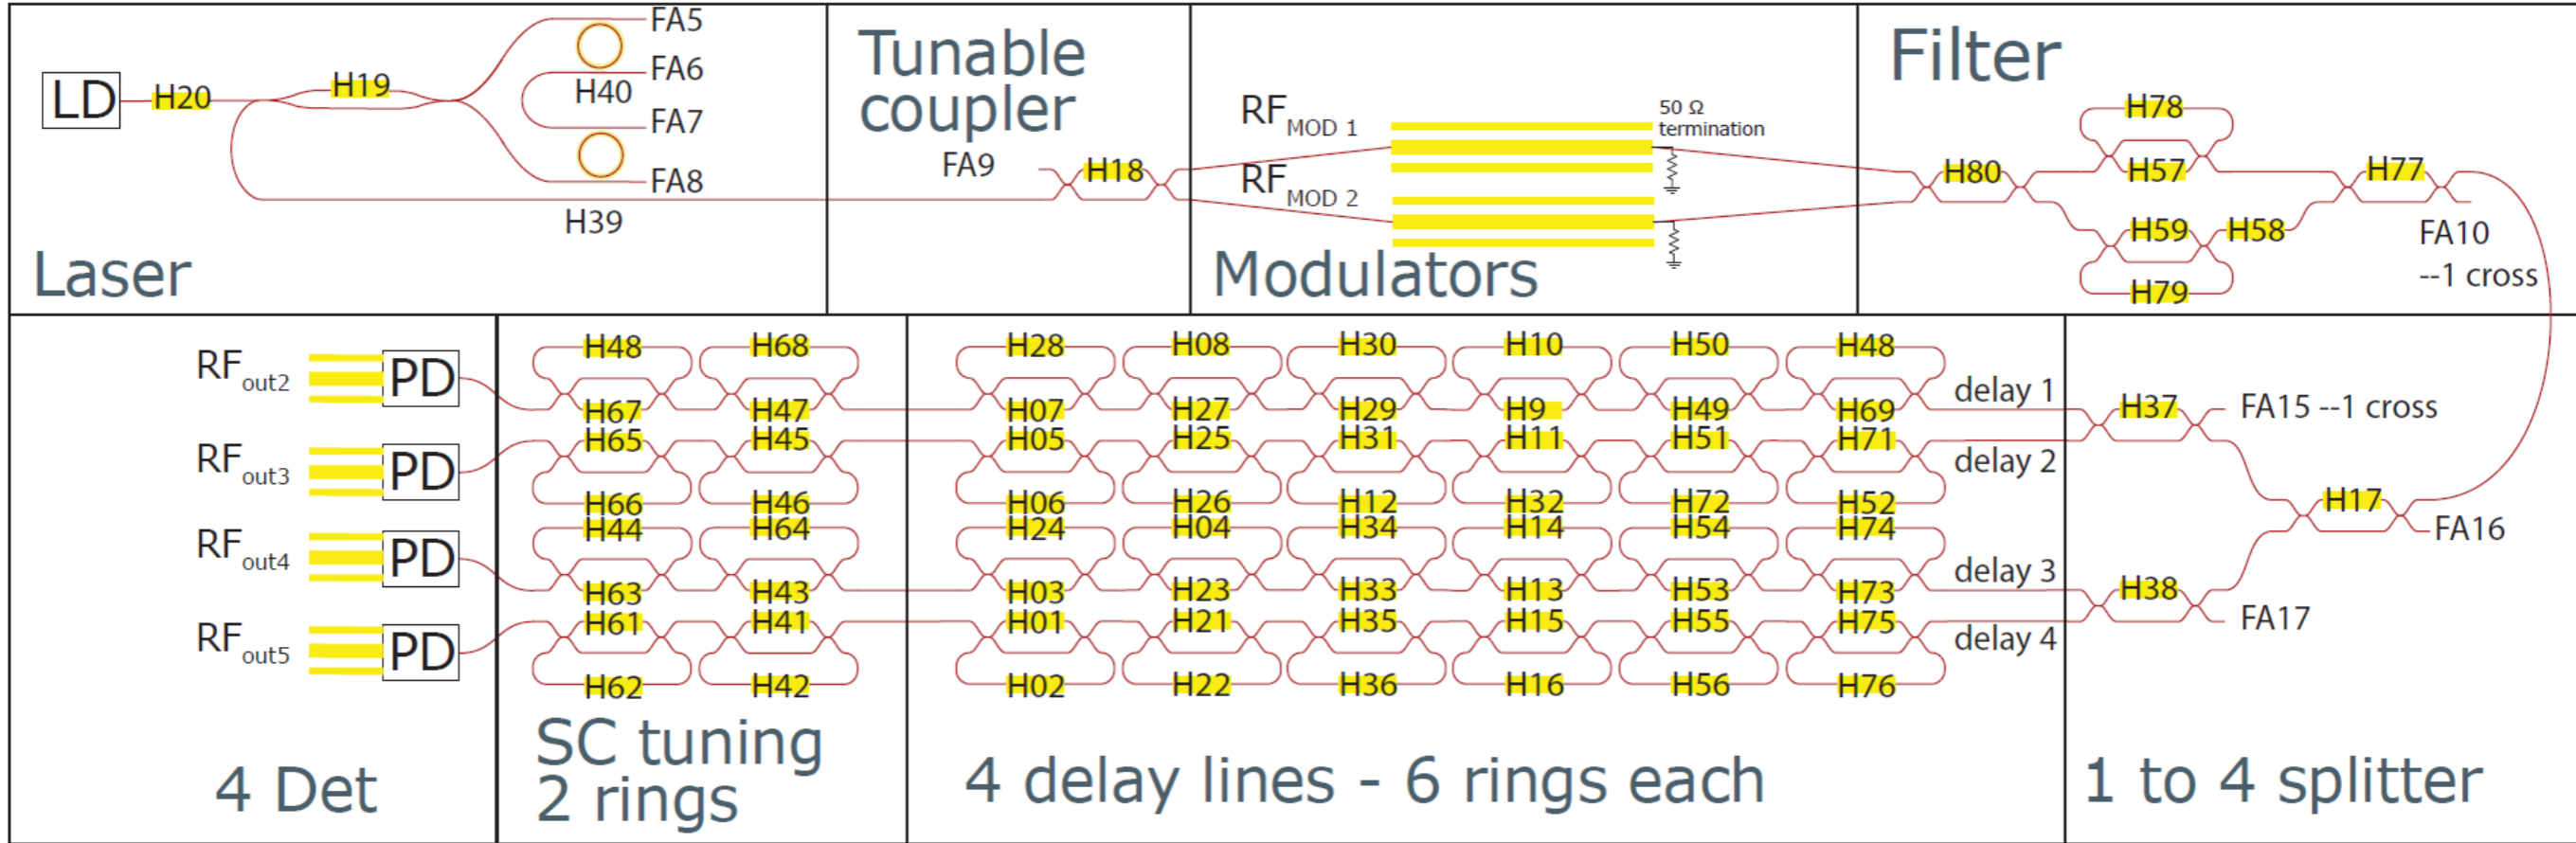 LD
H20
H19
FA5
H40
FA6
FA7
FA8
H39
Laser
Tunable
coupler
FA9
H18
RF MOD 1
RF MOD 2
50 Ω
termination
Modulators
Filter
H80
H78
H57
H59
H58
H79
H77
FA10
--1 cross
RF out2
PD
RF out3
PD
RF out4
PD
RF out5
PD
4 Det
H48 H68
H67 H47
H65 H45
H66 H46
H44 H64
H63 H43
H61 H41
H62 H42
SC tuning
2 rings
H28 H08 H30 H10 H50 H48
H07 H27 H29 H9 H49 H69
H05 H25 H31 H11 H51 H71
H06 H26 H12 H32 H72 H52
H24 H04 H34 H14 H54 H74
H03 H23 H33 H13 H53 H73
H01 H21 H35 H15 H55 H75
H02 H22 H36 H16 H56 H76
delay 1
delay 2
delay 3
delay 4
4 delay lines - 6 rings each
H37
FA15 --1 cross
H17
FA16
H38
FA17
1 to 4 splitter